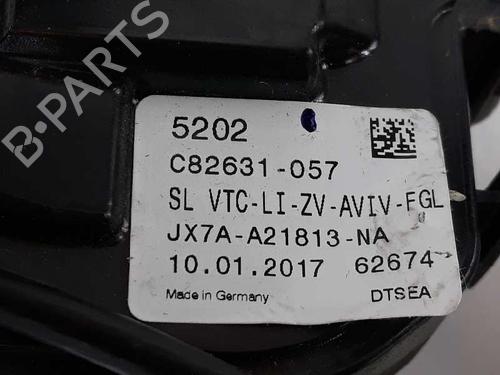 5202
C82631-057
SL VTC-LI-ZV-AVIV-FGL
JX7A-A21813-NA
10.01.2017 62674
Made in Germany DTSEA